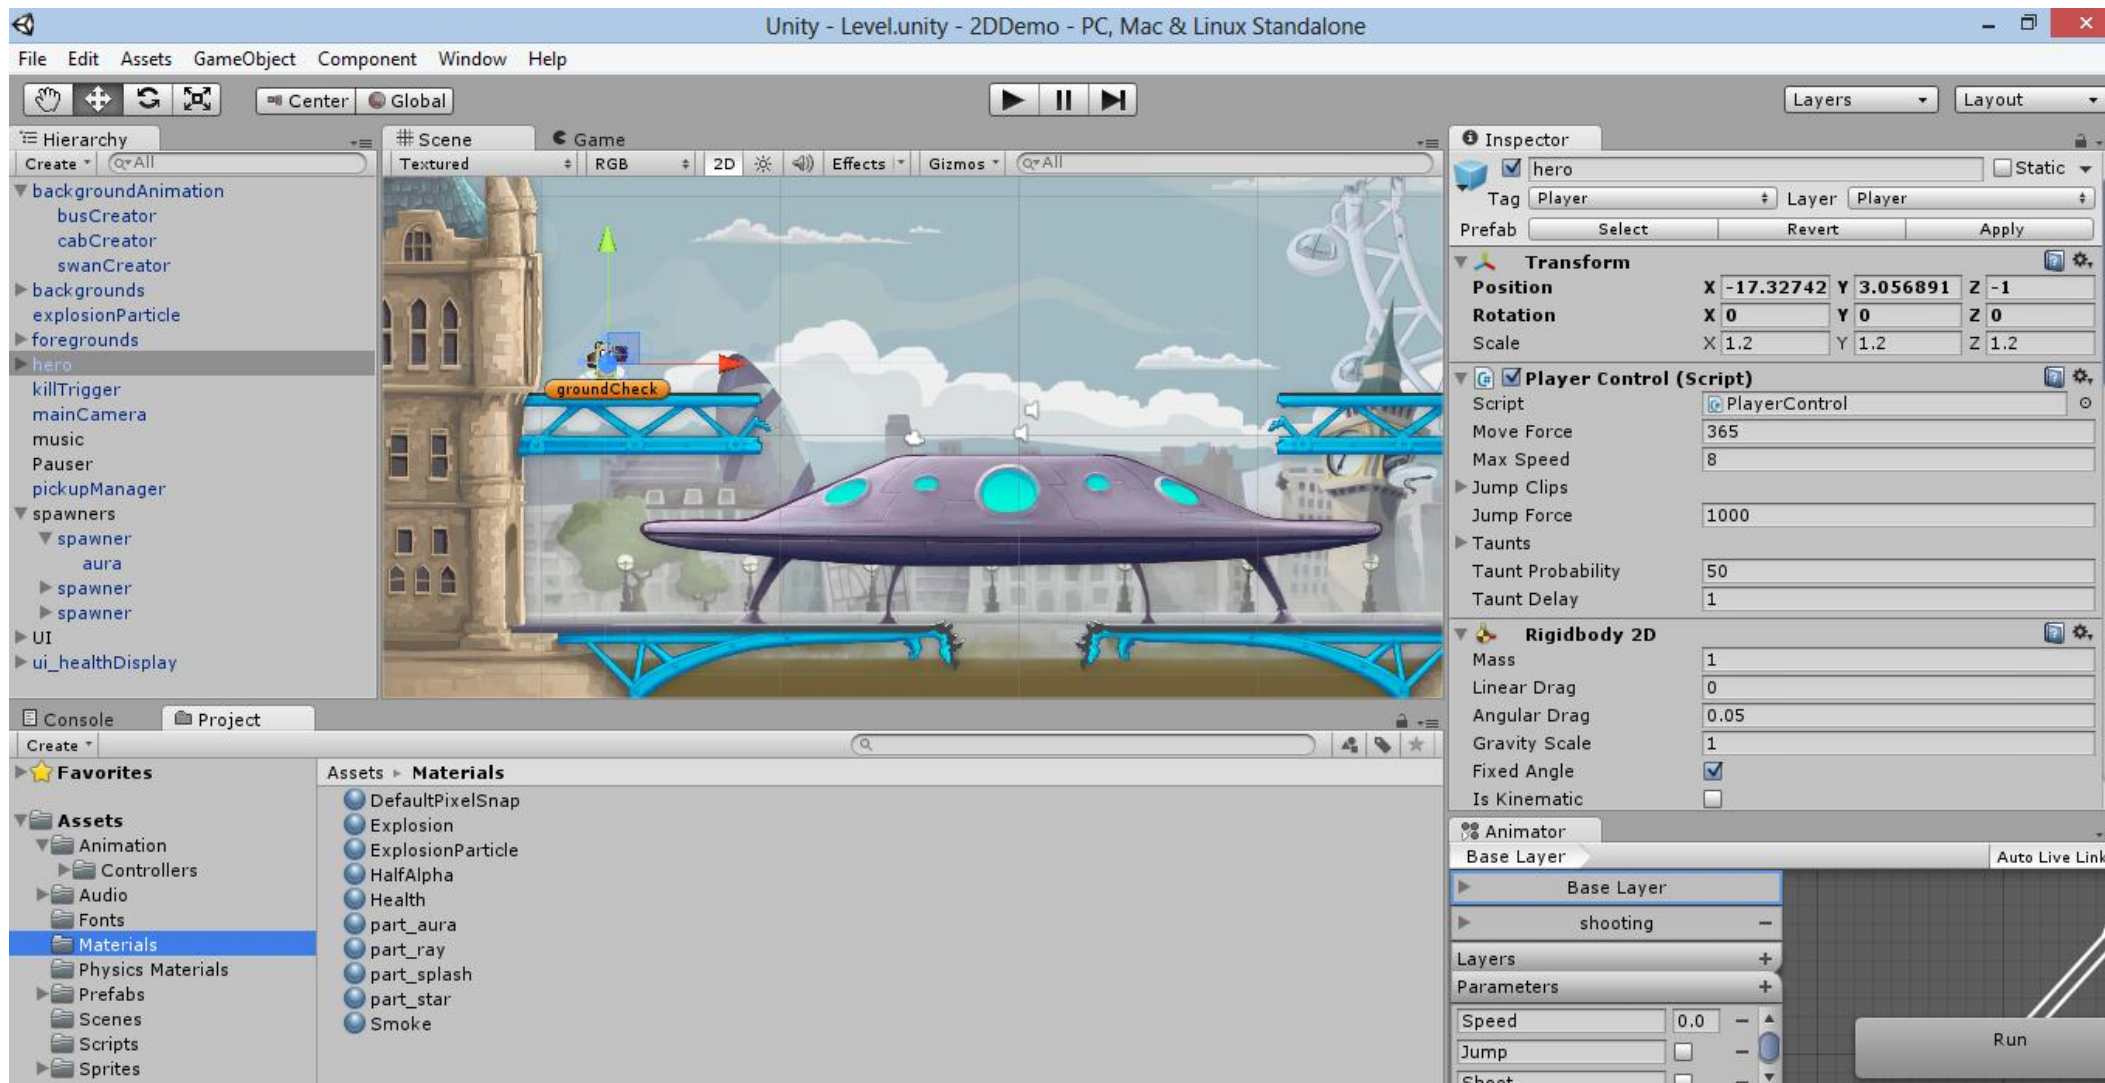 Unity - Level.unity - 2DDemo - PC, Mac & Linux Standalone
File Edit Assets GameObject Component Window Help
Center Global
Layers Layout
Hierarchy
Create All
backgroundAnimation
busCreator
cabCreator
swanCreator
backgrounds
explosionParticle
foregrounds
hero
killTrigger
mainCamera
music
Pauser
pickupManager
spawners
spawner
aura
spawner
spawner
UI
ui_healthDisplay
Scene Game
Textured RGB 2D Effects Gizmos All
groundCheck
Inspector
hero Static
Tag Player Layer Player
Prefab Select Revert Apply
Transform
Position X -17.32742 Y 3.056891 Z -1
Rotation X 0 Y 0 Z 0
Scale X 1.2 Y 1.2 Z 1.2
Player Control (Script)
Script PlayerControl
Move Force 365
Max Speed 8
Jump Clips
Jump Force 1000
Taunts
Taunt Probability 50
Taunt Delay 1
Rigidbody 2D
Mass 1
Linear Drag 0
Angular Drag 0.05
Gravity Scale 1
Fixed Angle
Is Kinematic
Console Project
Create
Favorites
Assets
Animation
Controllers
Audio
Fonts
Materials
Physics Materials
Prefabs
Scenes
Scripts
Sprites
Assets Materials
DefaultPixelSnap
Explosion
ExplosionParticle
HalfAlpha
Health
part_aura
part_ray
part_splash
part_star
Smoke
Animator
Base Layer Auto Live Link
Base Layer
shooting
Layers
Parameters
Speed 0.0
Jump
Shoot
Run